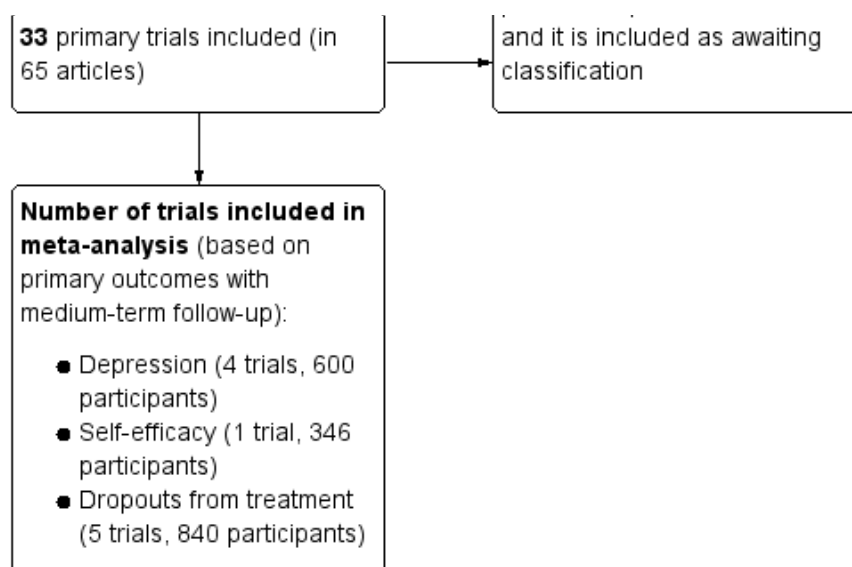 33 primary trials included (in
65 articles)
and it is included as awaiting
classification
Number of trials included in
meta-analysis (based on
primary outcomes with
medium-term follow-up):
● Depression (4 trials, 600
participants)
● Self-efficacy (1 trial, 346
participants)
● Dropouts from treatment
(5 trials, 840 participants)